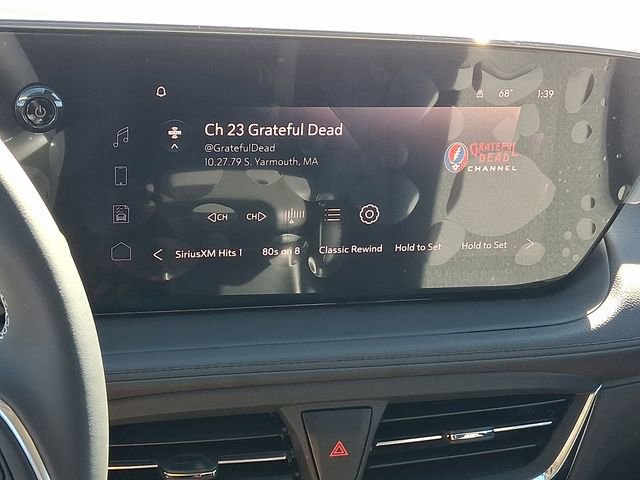 68° 1:39
Ch 23 Grateful Dead
@GratefulDead
10.27.79 S. Yarmouth, MA
GRATEFUL
DEAD
CHANNEL
CH CH
SiriusXM Hits 1 80s on 8 Classic Rewind Hold to Set Hold to Set